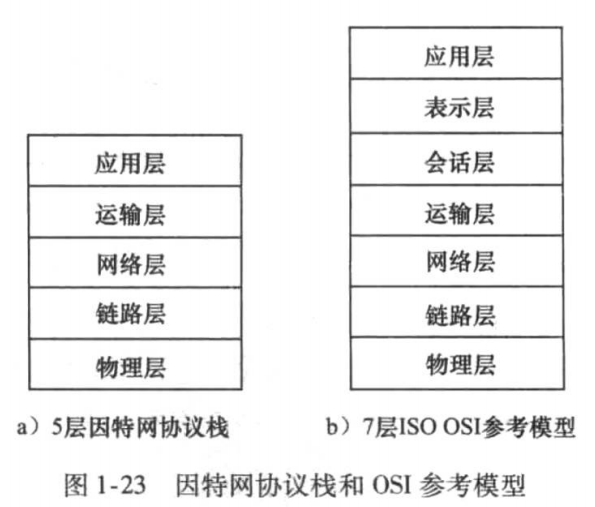 应用层
运输层
网络层
链路层
物理层
a）5层因特网协议栈
应用层
表示层
会话层
运输层
网络层
链路层
物理层
b）7层ISO OSI参考模型
图 1-23 因特网协议栈和 OSI 参考模型